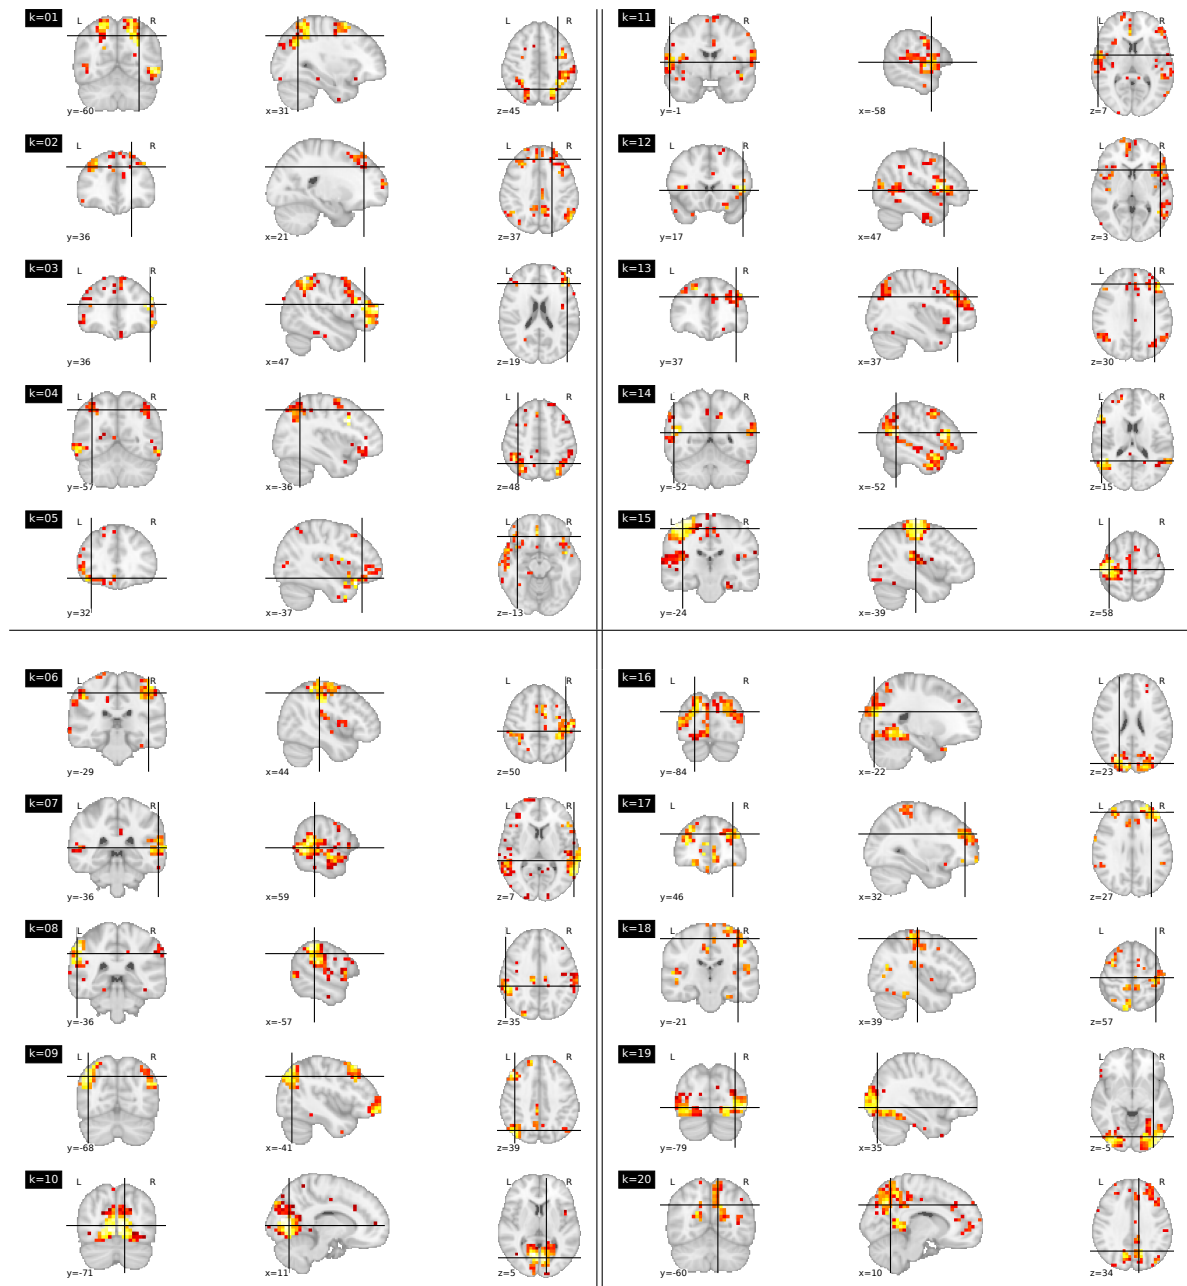 k=01 L R
y=-60 x=31 z=45
k=02 L R
y=36 x=21 z=37
k=03 L R
y=36 x=47 z=19
k=04 L R
y=-57 x=-36 z=48
k=05 L R
y=32 x=-37 z=-13
k=06 L R
y=-29 x=44 z=50
k=07 L R
y=-36 x=59 z=7
k=08 L R
y=-36 x=-57 z=35
k=09 L R
y=-68 x=-41 z=39
k=10 L R
y=-71 x=11 z=5
k=11 L R L R
y=-1 x=-58 z=7
k=12 L R L R
y=17 x=47 z=3
k=13 L R L R
y=37 x=37 z=30
k=14 L R L R
y=-52 x=-52 z=15
k=15 L R L R
y=-24 x=-39 z=58
k=16 L R L R
y=-84 x=-22 z=23
k=17 L R L R
y=46 x=32 z=27
k=18 L R L R
y=-21 x=39 z=57
k=19 L R L R
y=-79 x=35 z=-5
k=20 L R L R
y=-60 x=10 z=34